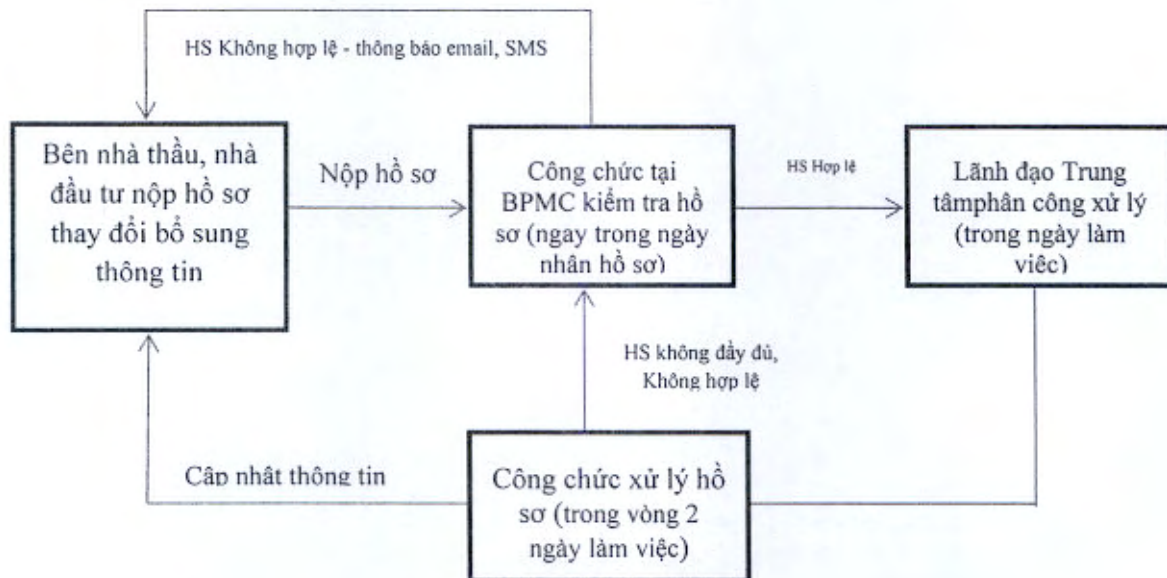 HS Không hợp lệ - thông báo email, SMS
Bên nhà thầu, nhà
đầu tư nộp hồ sơ
thay đổi bổ sung
thông tin
Nộp hồ sơ
Công chức tại
BPMC kiểm tra hồ
sơ (ngay trong ngày
nhân hồ sơ)
HS Hợp lệ
Lãnh đạo Trung
tâmphân công xử lý
(trong ngày làm
viêc)
HS không đầy đủ,
Không hợp lệ
Câp nhât thông tin
Công chức xử lý hồ
sơ (trong vòng 2
ngày làm việc)